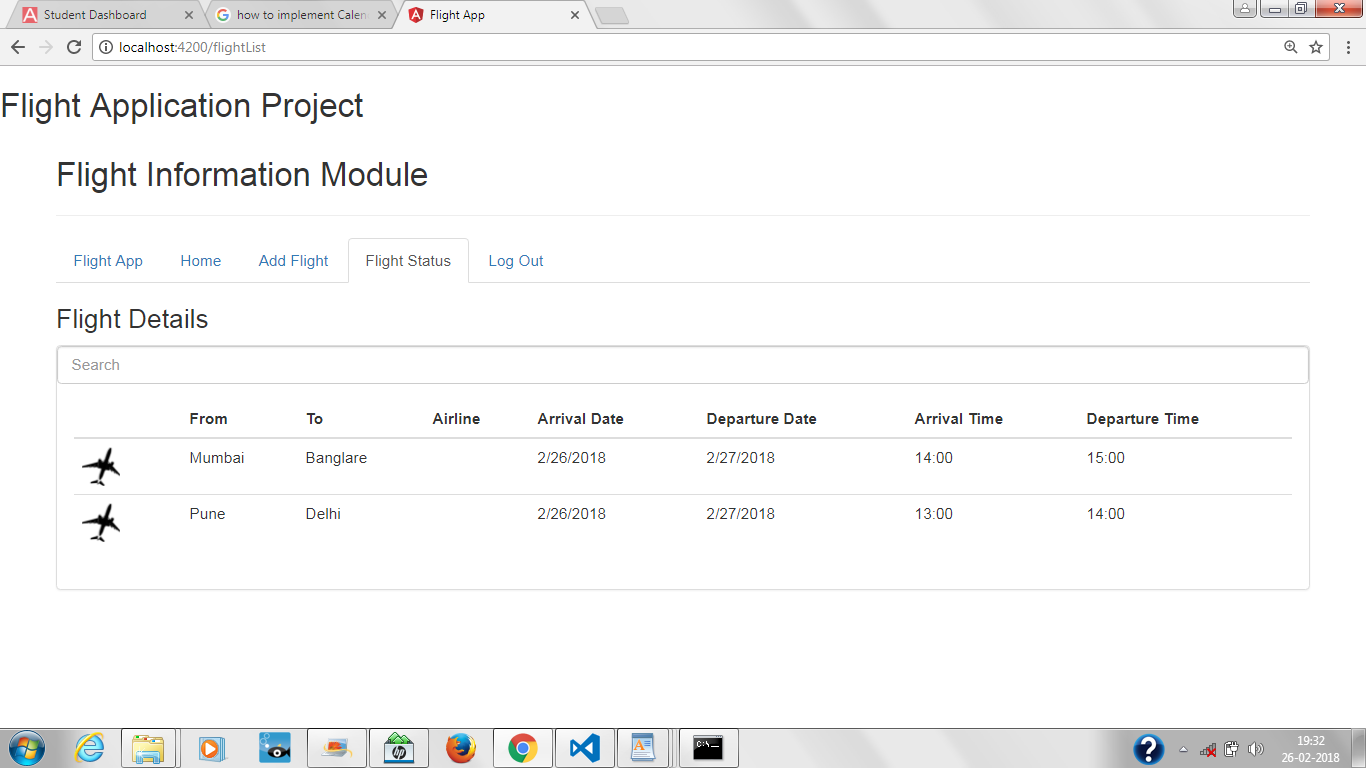 Student Dashboard
how to implement Calen
Flight App
localhost:4200/flightList
Flight Application Project
Flight Information Module
Flight App Home Add Flight Flight Status Log Out
Flight Details
Search
From To Airline Arrival Date Departure Date Arrival Time Departure Time
Mumbai Banglare 2/26/2018 2/27/2018 14:00 15:00
Pune Delhi 2/26/2018 2/27/2018 13:00 14:00
19:32
26-02-2018